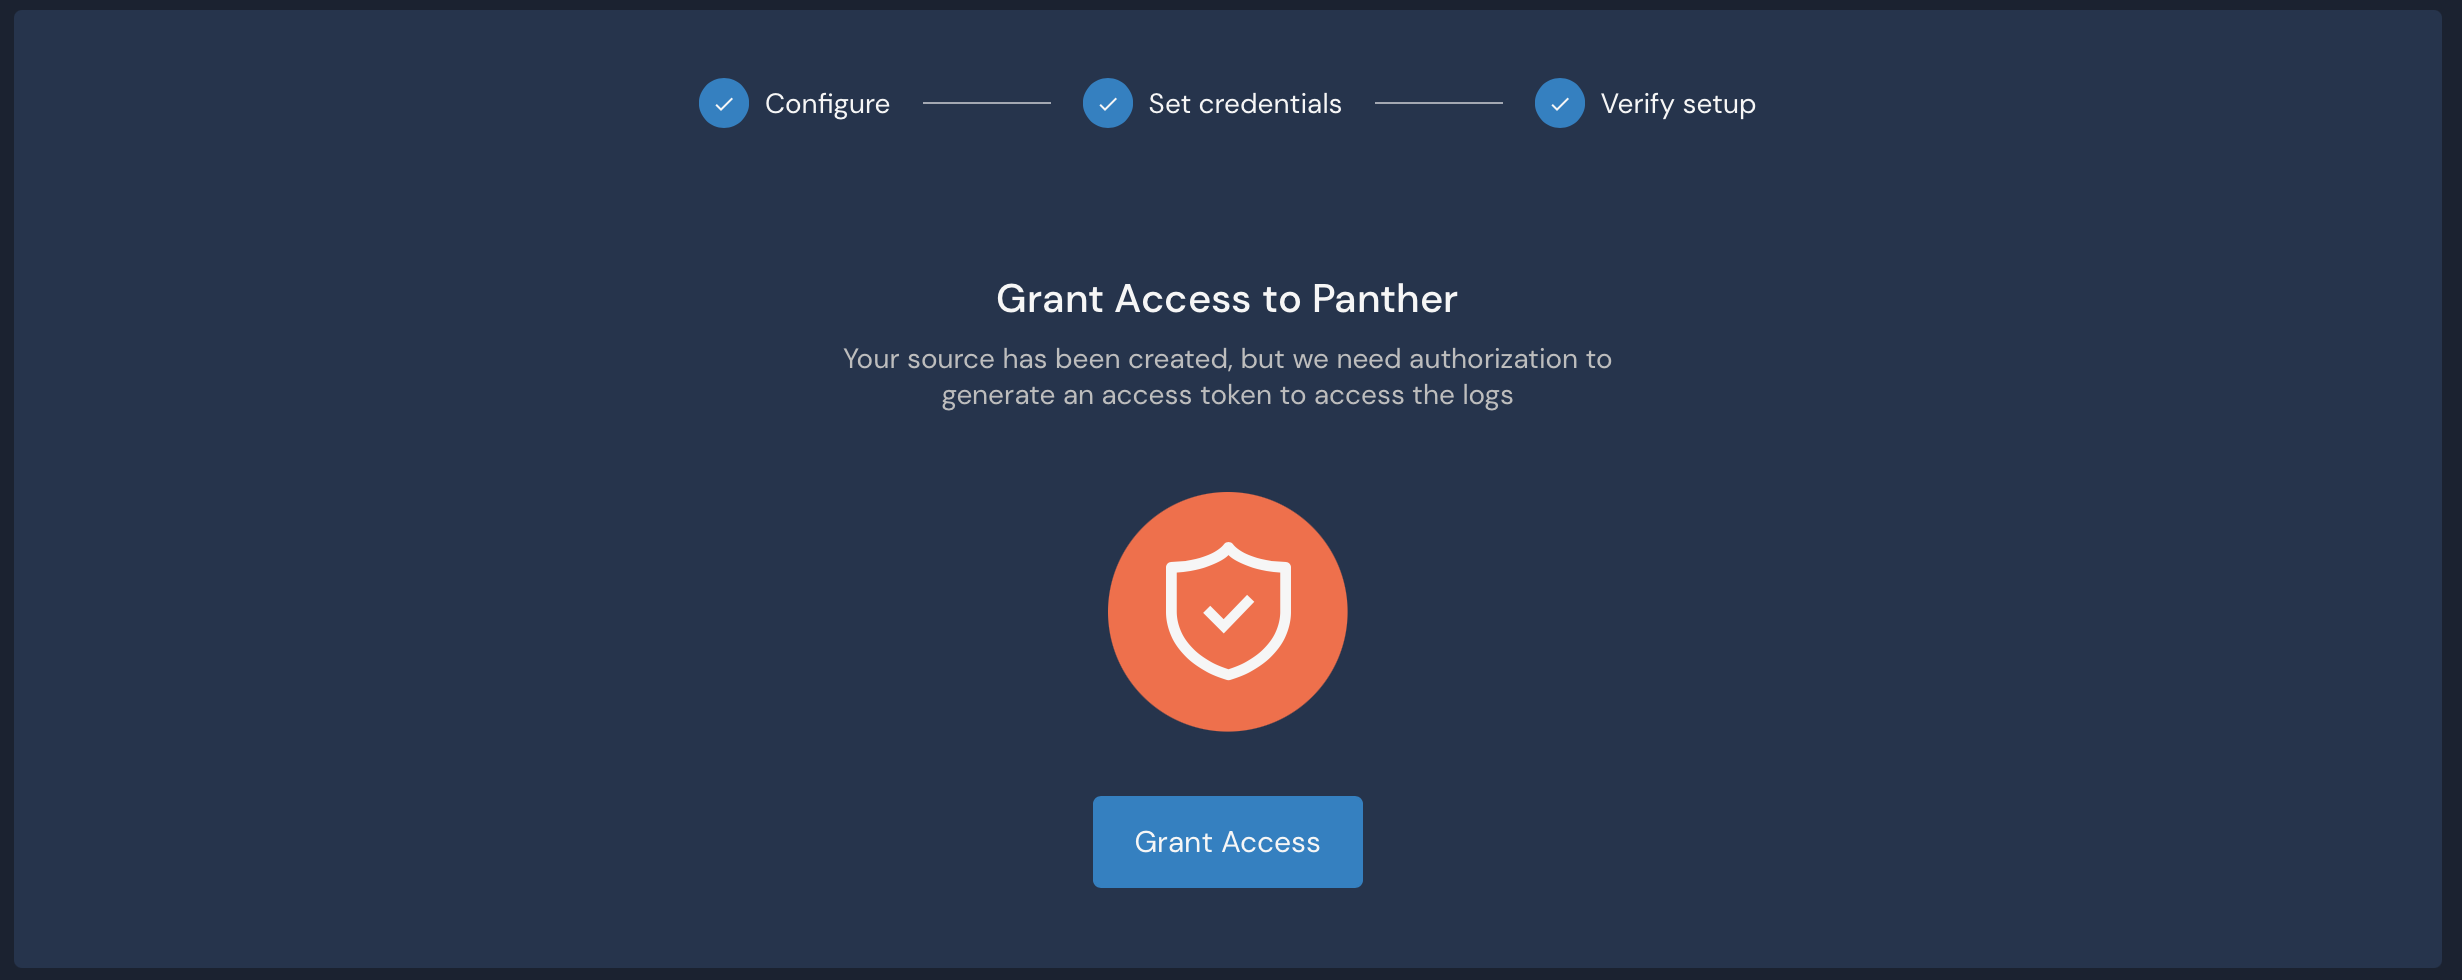 Configure
Set credentials
Verify setup
Grant Access to Panther
Your source has been created, but we need authorization to
generate an access token to access the logs
Grant Access